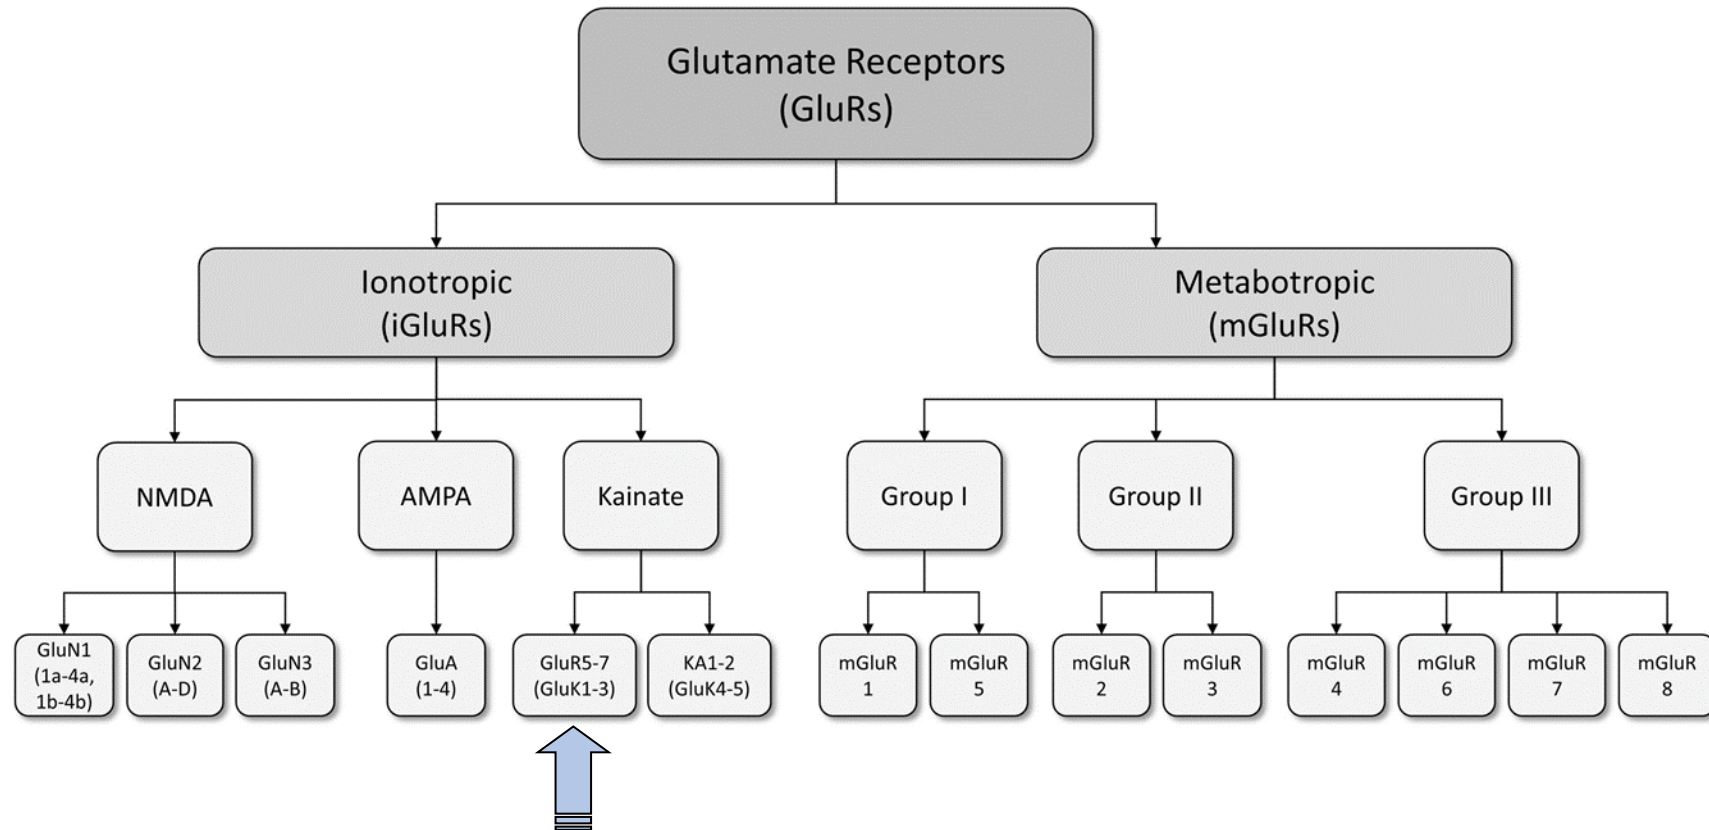 Glutamate Receptors
(GluRs)
Ionotropic
(iGluRs)
Metabotropic
(mGluRs)
NMDA
AMPA
Kainate
Group I
Group II
Group III
GluN1
(1a-4a,
1b-4b)
GluN2
(A-D)
GluN3
(A-B)
GluA
(1-4)
GluR5-7
(GluK1-3)
KA1-2
(GluK4-5)
mGluR
1
mGluR
5
mGluR
2
mGluR
3
mGluR
4
mGluR
6
mGluR
7
mGluR
8